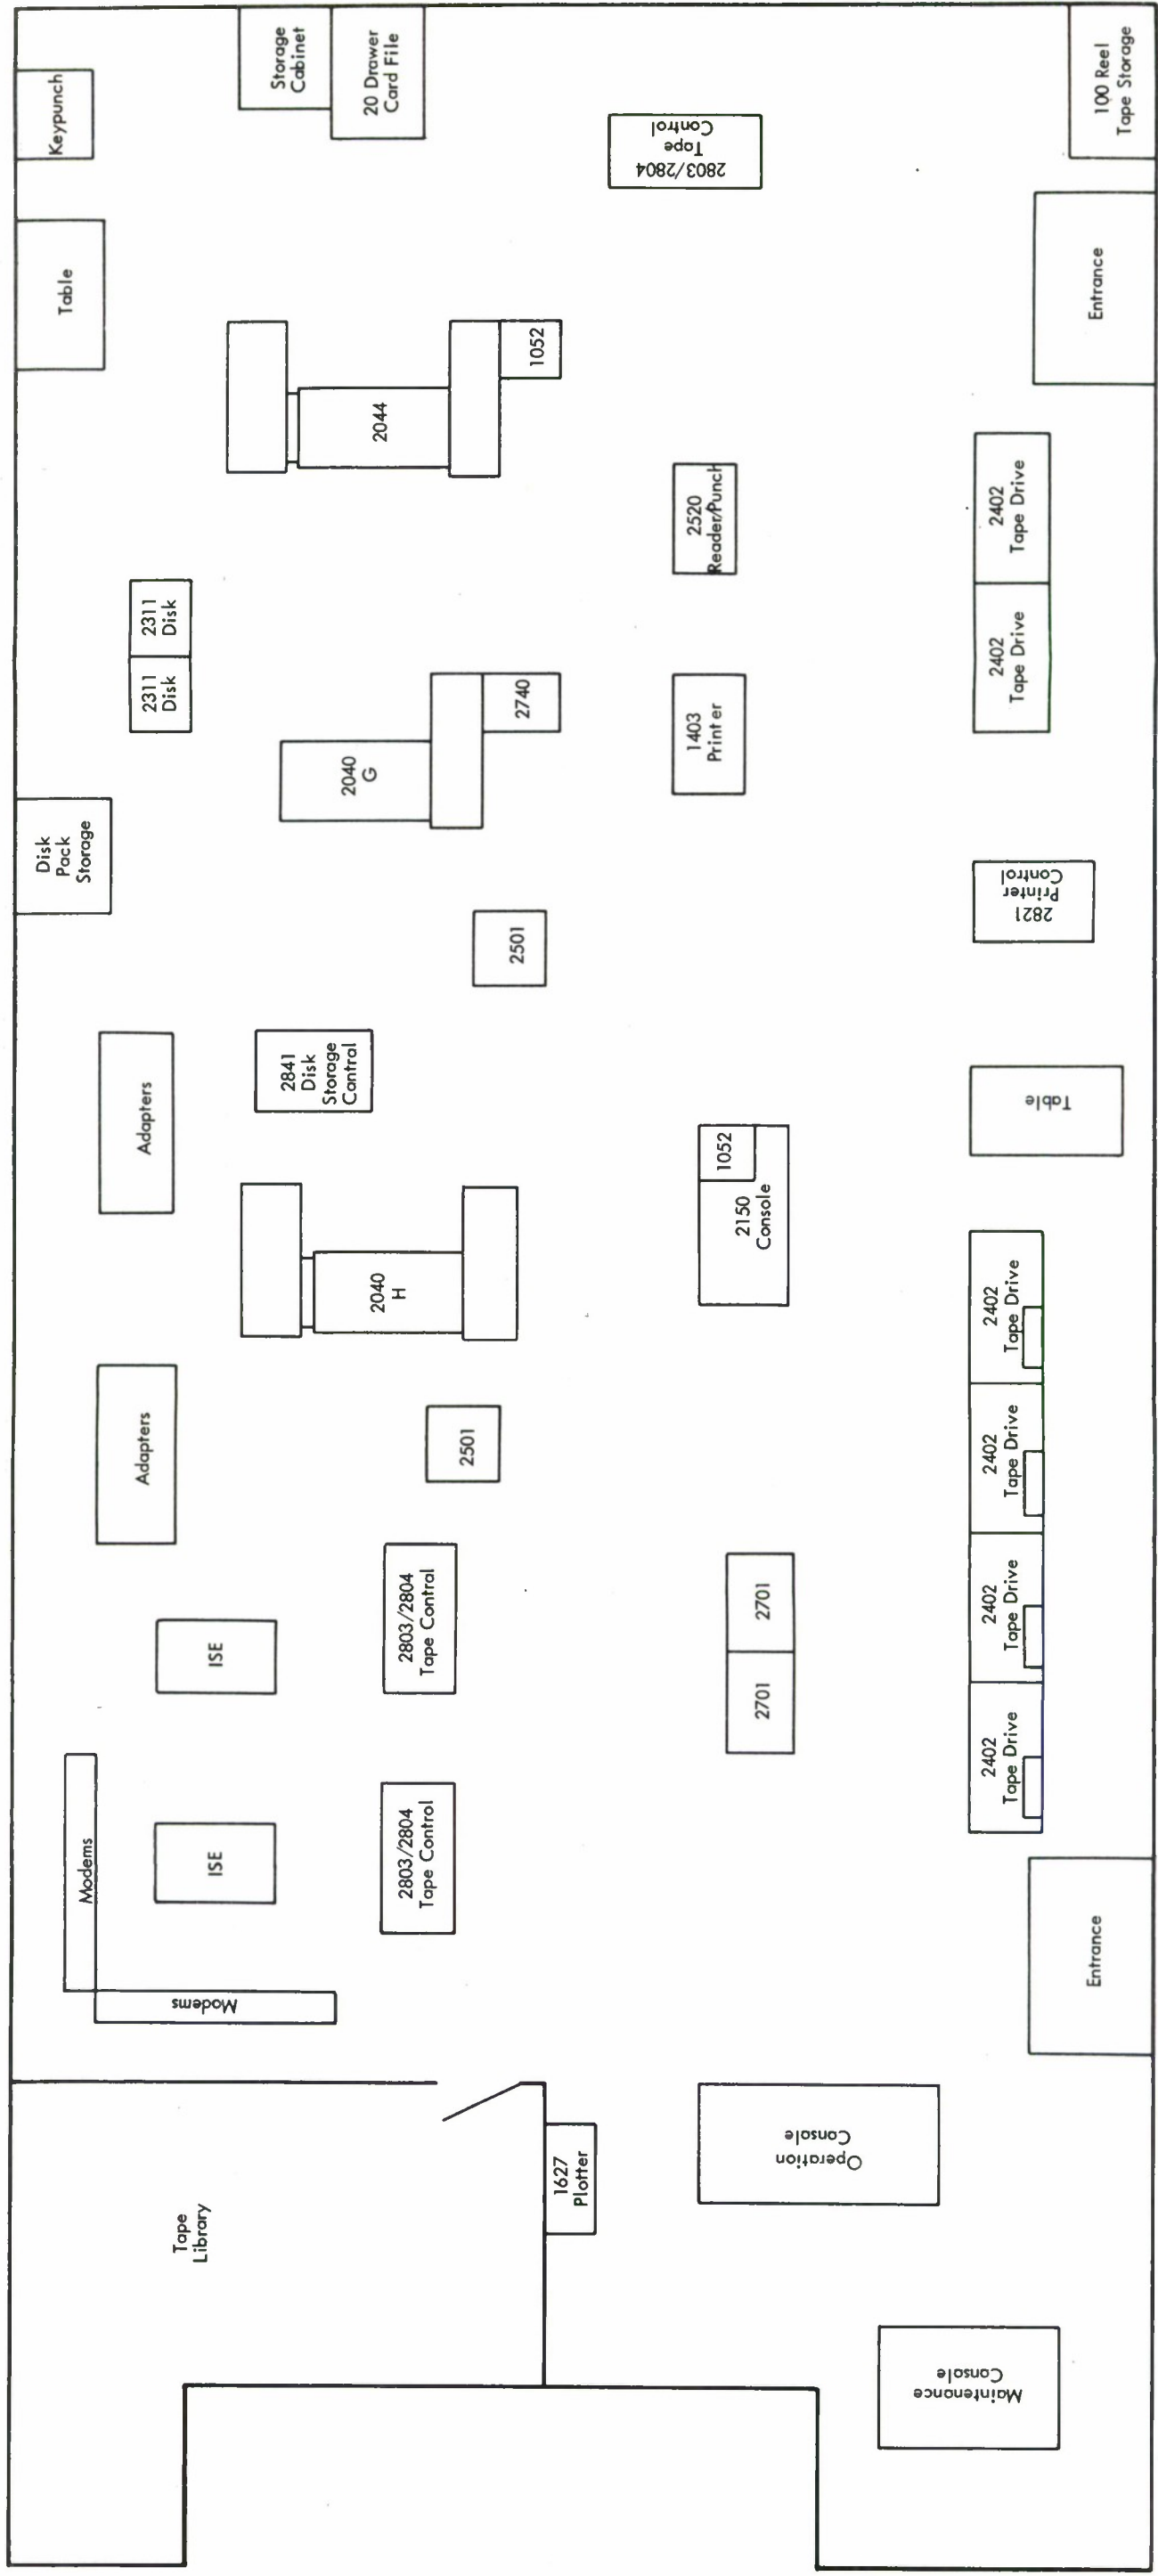 Keypunch
Storage
Cabinet
20 Drawer
Card File
2803/2804
Tape
Control
100 Reel
Tape Storage
Table
1052
2044
Entrance
2520
Reader/Punch
2402
Tape Drive
2402
Tape Drive
2311
Disk
2311
Disk
2740
2040
G
1403
Printer
Disk
Pack
Storage
2821
Printer
Control
2501
Adapters
2841
Disk
Storage
Cantral
Table
1052
2150
Console
2040
H
2402
Tape Drive
2402
Tape Drive
2402
Tape Drive
2402
Tape Drive
Adapters
2501
ISE
2803/2804
Tape Contral
2701
2701
Modems
ISE
2803/2804
Tape Control
Modems
Entrance
Tape
Library
1627
Plotter
Operation
Console
Maintenance
Console